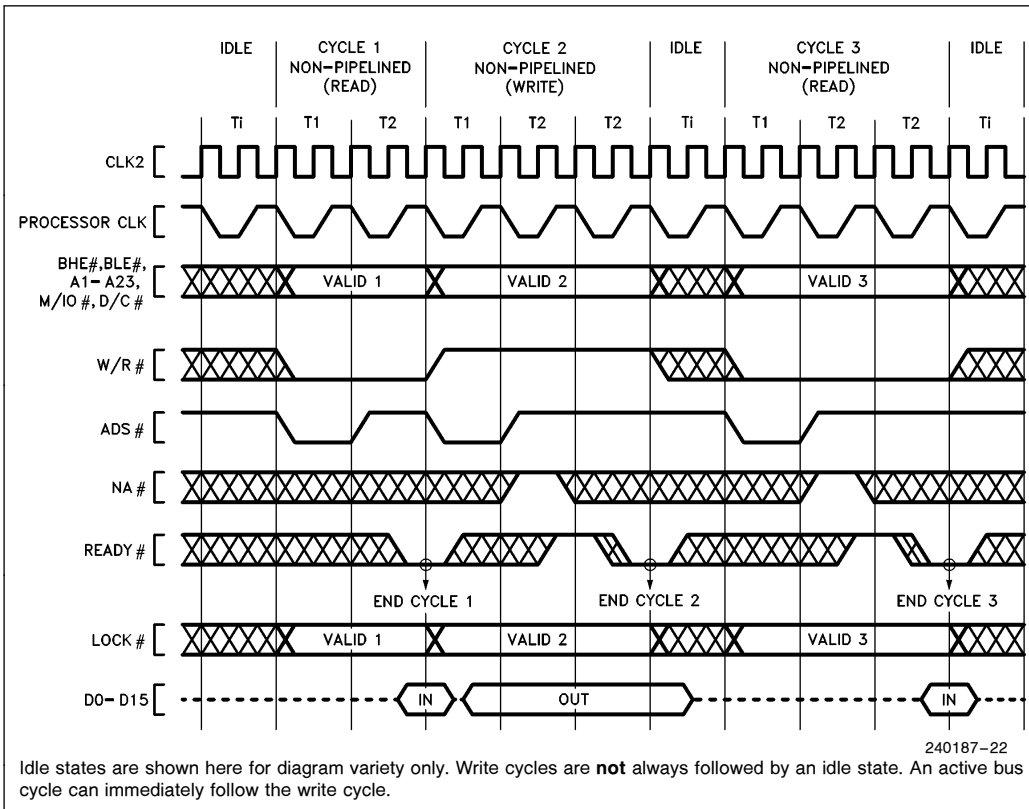 IDLE
CYCLE 1
NON-PIPELINED
(READ)
CYCLE 2
NON-PIPELINED
(WRITE)
IDLE
CYCLE 3
NON-PIPELINED
(READ)
IDLE
Ti T1 T2 T1 T2 T2 Ti T1 T2 T2 Ti
CLK2
PROCESSOR CLK
BHE#,BLE#,
A1-A23,
M/IO #, D/C #
VALID 1 VALID 2 VALID 3
W/R #
ADS #
NA #
READY #
END CYCLE 1 END CYCLE 2 END CYCLE 3
LOCK # VALID 1 VALID 2 VALID 3
D0-D15 IN OUT IN
240187-22
Idle states are shown here for diagram variety only. Write cycles are not always followed by an idle state. An active bus
cycle can immediately follow the write cycle.